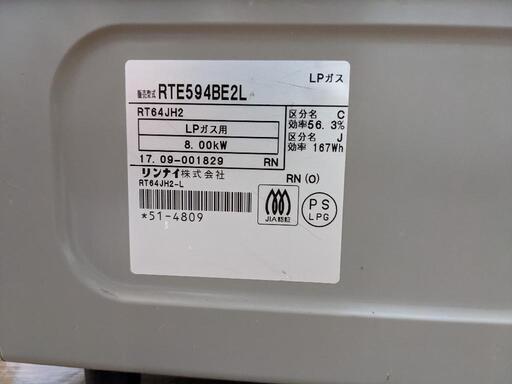 LPガス
販売型式 RTE594BE2L
RT64JH2
LPガス用
8.00kW
17.09-001829 RN
区分名 C
効率56.3%
区分名 J
効率 167Wh
リンナイ株式会社
RN(O)
RT64JH2-L
*51-4809
JIA認証
PS
LPG